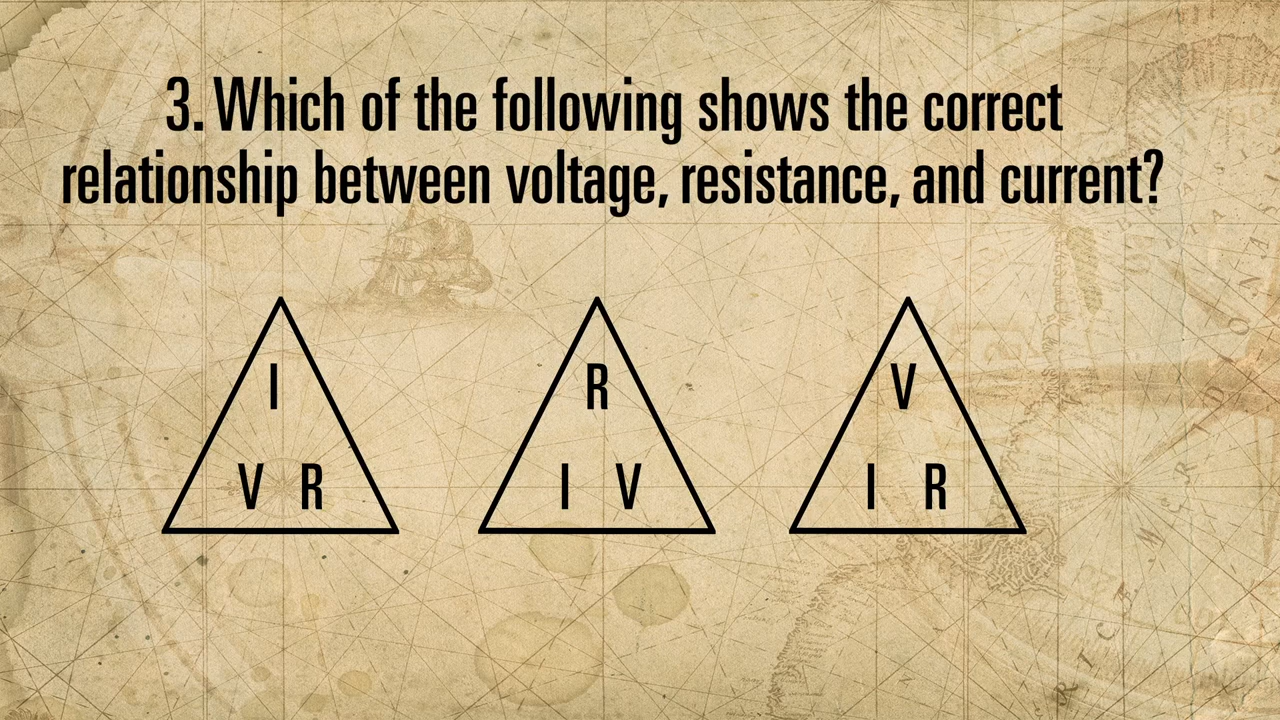 3. Which of the following shows the correct
relationship between voltage, resistance, and current?
I
V R
R
I V
V
I R